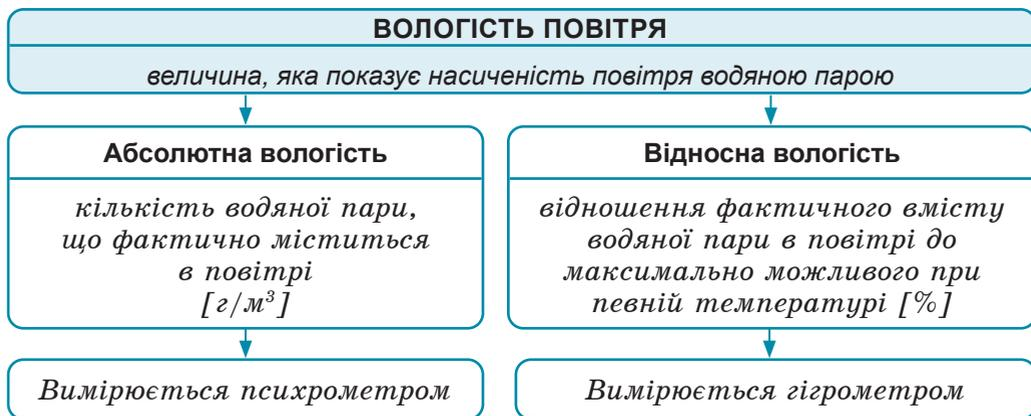 ВОЛОГІСТЬ ПОВІТРЯ
величина, яка показує насиченість повітря водяною парою
Абсолютна вологість
кількість водяної пари,
що фактично міститься
в повітрі
[г/м³]
Вимірюється психрометром
Відносна вологість
відношення фактичного вмісту
водяної пари в повітрі до
максимально можливого при
певній температурі [%]
Вимірюється гігрометром